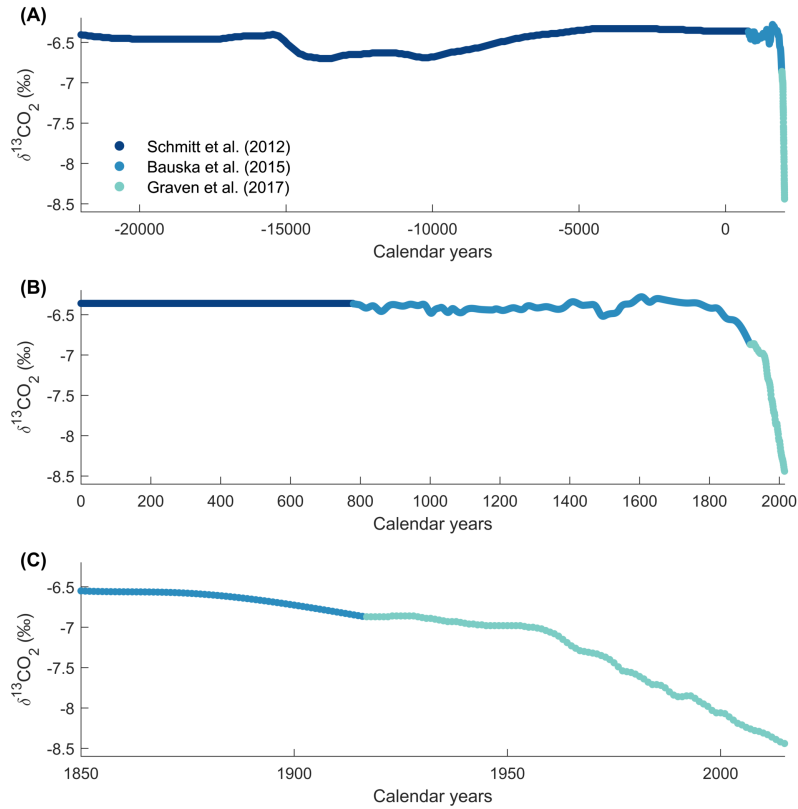 (A)
-6.5
-7
-7.5
-8
-8.5
δ¹³CO₂ (‰)
Schmitt et al. (2012)
Bauska et al. (2015)
Graven et al. (2017)
-20000 -15000 -10000 -5000 0
Calendar years
(B)
-6.5
-7
-7.5
-8
-8.5
δ¹³CO₂ (‰)
0 200 400 600 800 1000 1200 1400 1600 1800 2000
Calendar years
(C)
-6.5
-7
-7.5
-8
-8.5
δ¹³CO₂ (‰)
1850 1900 1950 2000
Calendar years